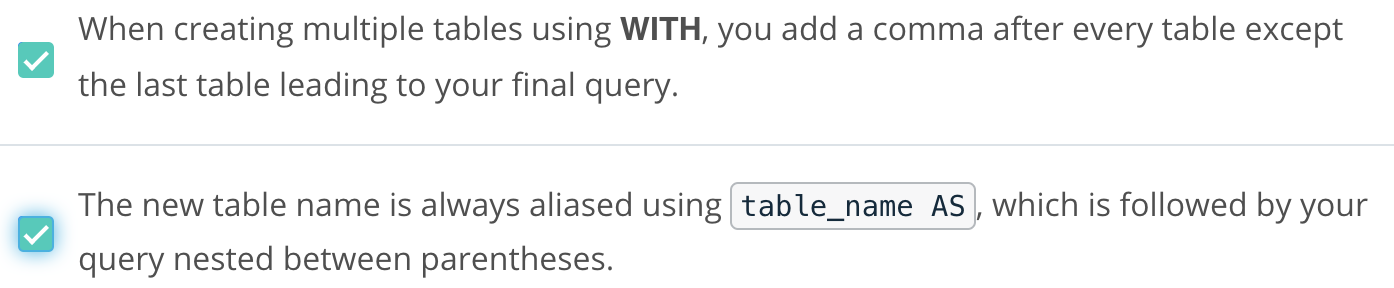 When creating multiple tables using WITH, you add a comma after every table except
the last table leading to your final query.
The new table name is always aliased using table_name AS, which is followed by your
query nested between parentheses.